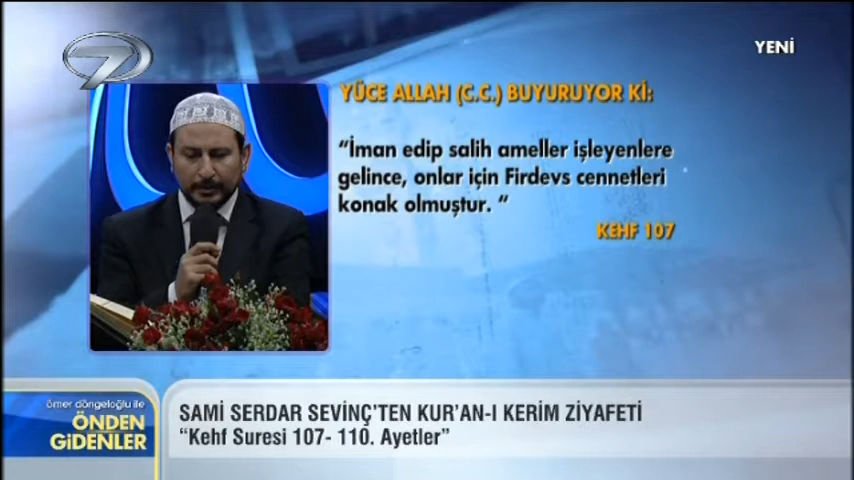 7
YENİ
YÜCE ALLAH (C.C.) BUYURUYOR Kİ:
“İman edip salih ameller işleyenlere
gelince, onlar için Firdevs cennetleri
konak olmuştur. “
KEHF 107
ömer döngeloğlu ile
ÖNDEN
GİDENLER
SAMİ SERDAR SEVİNÇ'TEN KUR'AN-I KERİM ZİYAFETİ
“Kehf Suresi 107- 110. Ayetler”